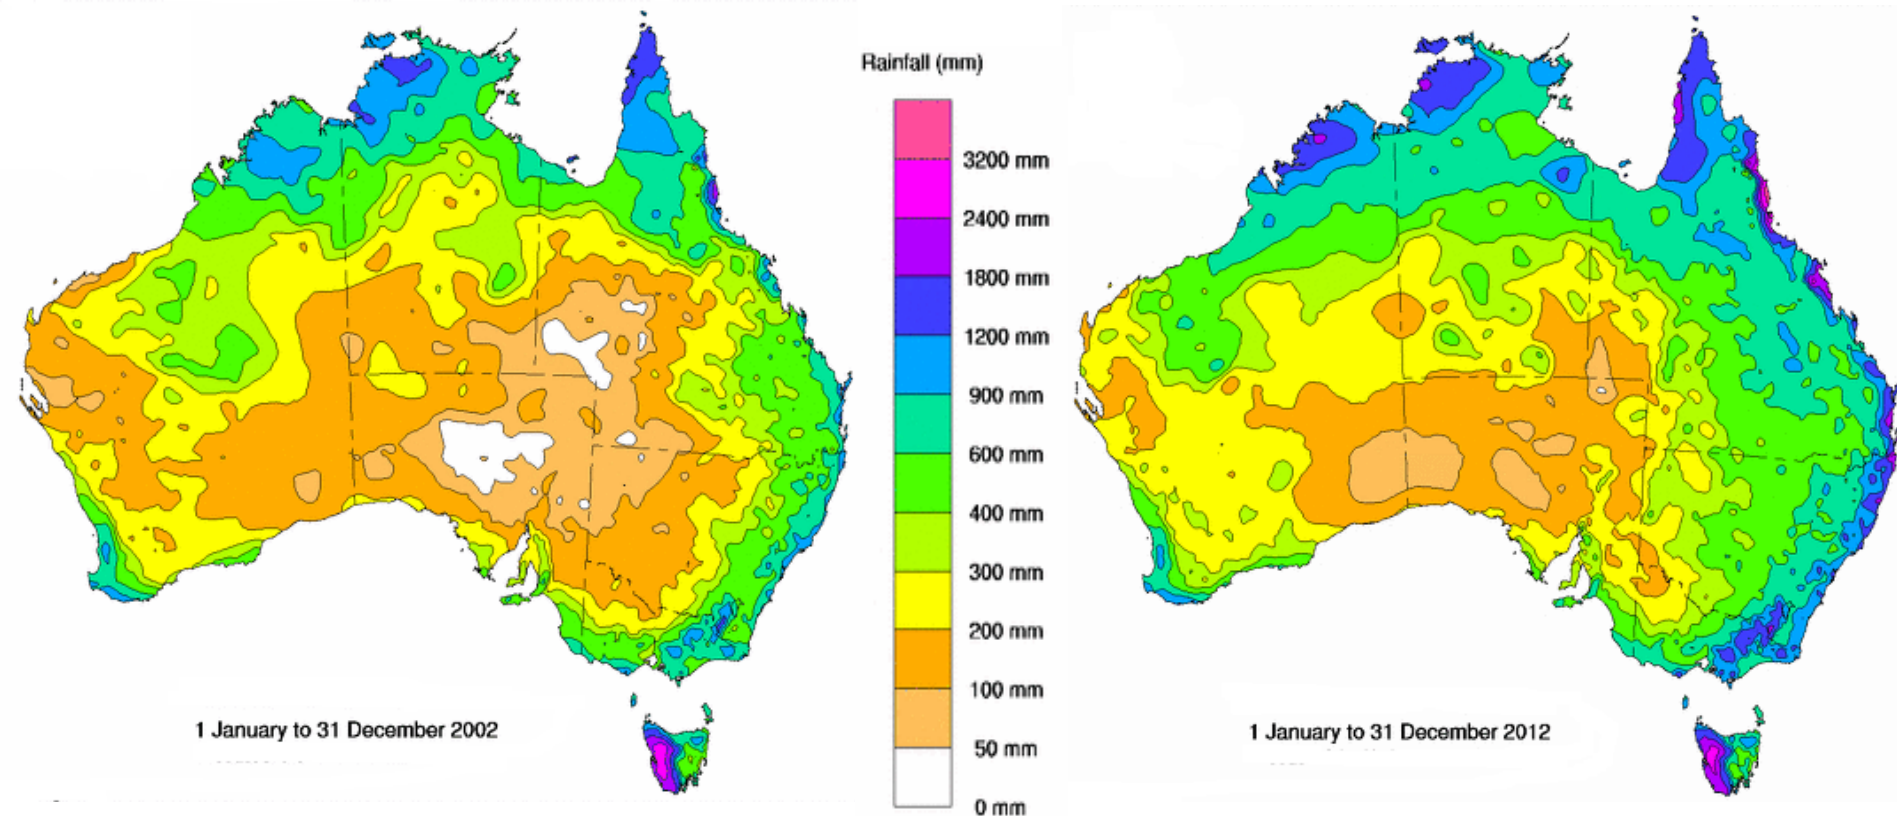 Rainfall (mm)
3200 mm
2400 mm
1800 mm
1200 mm
900 mm
600 mm
400 mm
300 mm
200 mm
100 mm
50 mm
0 mm
1 January to 31 December 2002
1 January to 31 December 2012